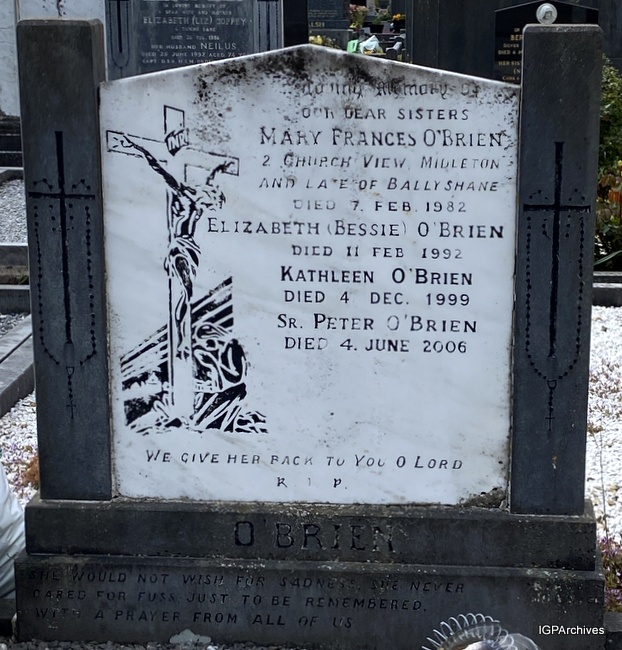 ELIZABETH (LIZ) COFFEY
HER HUSBAND NEILUS
In Loving Memory of
OUR DEAR SISTERS
MARY FRANCES O'BRIEN
2 CHURCH VIEW, MIDLETON
AND LATE OF BALLYSHANE
DIED 7. FEB. 1982
ELIZABETH (BESSIE) O'BRIEN
DIED 11 FEB 1992
KATHLEEN O'BRIEN
DIED 4 DEC. 1999
SR. PETER O'BRIEN
DIED 4. JUNE 2006
WE GIVE HER BACK TO YOU O LORD
R. I. P.
O'BRIEN
SHE WOULD NOT WISH FOR SADNESS, SHE NEVER
CARED FOR FUSS JUST TO BE REMEMBERED,
WITH A PRAYER FROM ALL OF US
IGPArchives